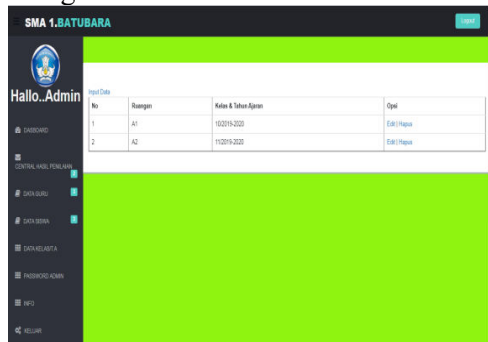 SMA 1.BATUBARA
Logout
Hallo..Admin
DASBOARD
CENTRAL HASIL PENILAIAN
DATA GURU
DATA SISWA
DATA KELAS/T.A
PASSWORD ADMIN
INFO
KELUAR
Input Data
No Ruangan Kelas & Tahun Ajaran Opsi
1 A1 10/2019-2020 Edit | Hapus
2 A2 11/2019-2020 Edit | Hapus